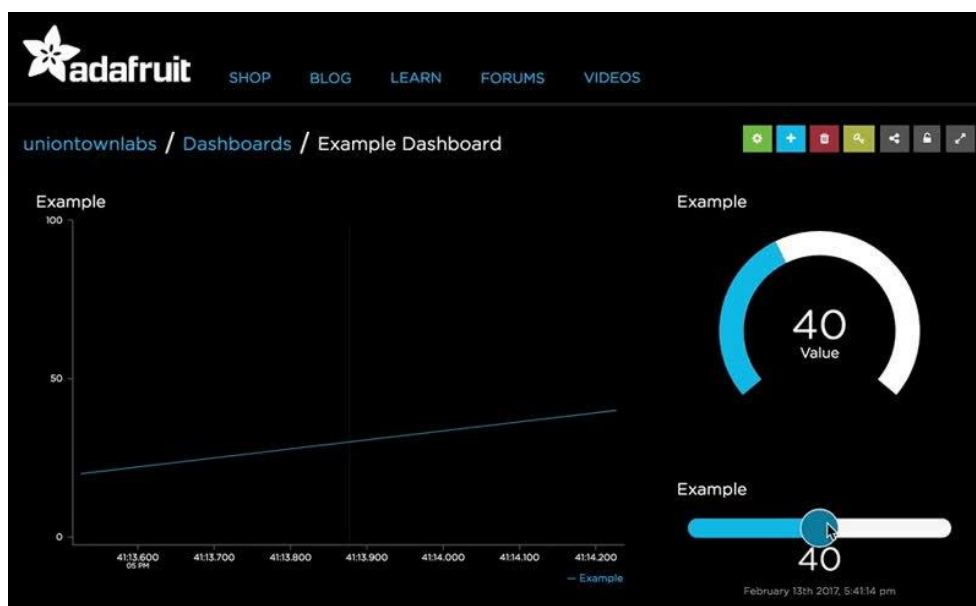 adafruit SHOP BLOG LEARN FORUMS VIDEOS
uniontownlabs / Dashboards / Example Dashboard
Example
100
50
0
41:13.600 41:13.700 41:13.800 41:13.900 41:14.000 41:14.100 41:14.200
05 PM
— Example
Example
40
Value
Example
40
February 13th 2017, 5:41:14 pm